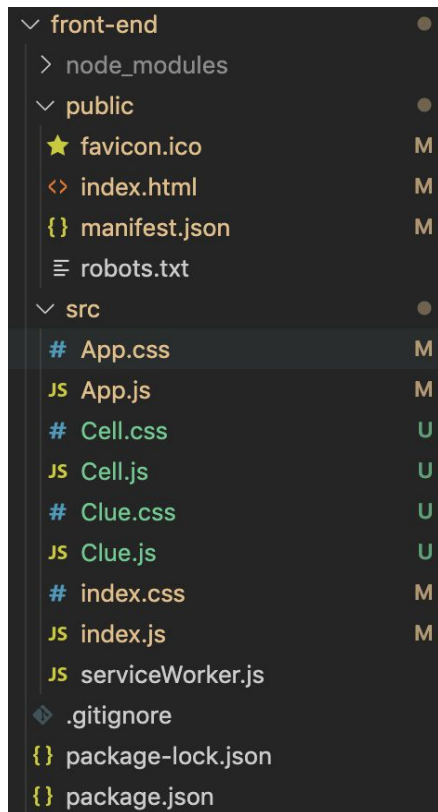 front-end
node_modules
public
favicon.ico M
<> index.html M
{} manifest.json M
robots.txt
src
# App.css M
JS App.js M
# Cell.css U
JS Cell.js U
# Clue.css U
JS Clue.js U
# index.css M
JS index.js M
JS serviceWorker.js
.gitignore
{} package-lock.json
{} package.json